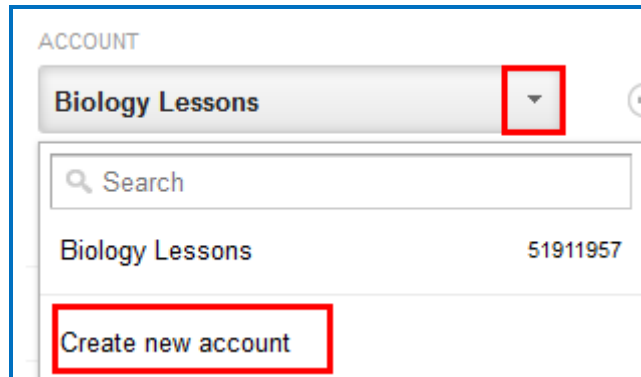 ACCOUNT
Biology Lessons
Search
Biology Lessons 51911957
Create new account